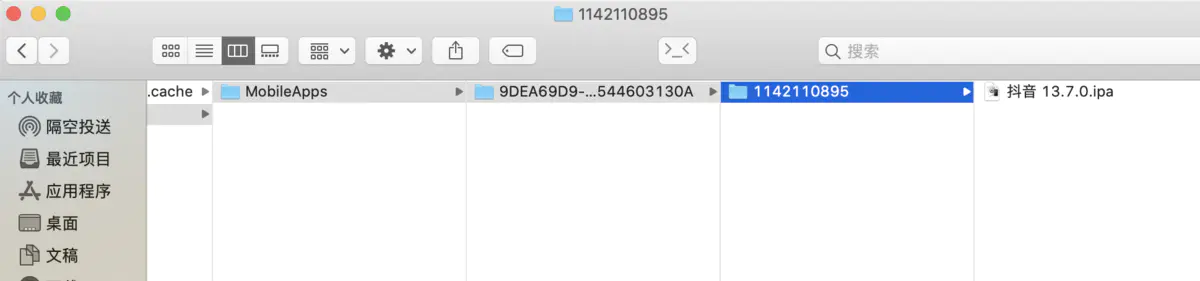 1142110895
搜索
个人收藏
隔空投送
最近项目
应用程序
桌面
文稿
.cache
MobileApps
9DEA69D9-...544603130A
1142110895
抖音 13.7.0.ipa